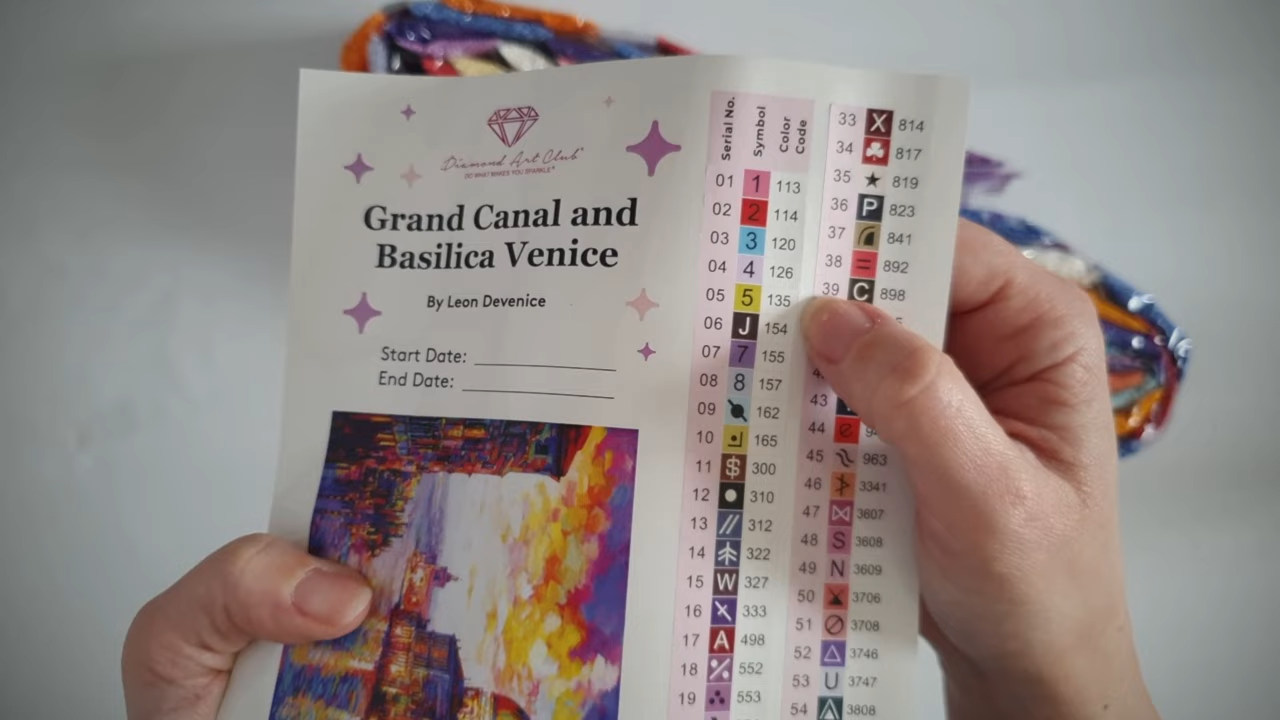 Diamond Art Club®
DO WHAT MAKES YOU SPARKLE®
Grand Canal and
Basilica Venice
By Leon Devenice
Start Date:
End Date:
Serial No. Symbol Color Code
01 1 113
02 2 114
03 3 120
04 4 126
05 5 135
06 J 154
07 7 155
08 8 157
09 162
10 165
11 $ 300
12 310
13 // 312
14 322
15 W 327
16 333
17 A 498
18 552
19 553
33 X 814
34 817
35 ★ 819
36 P 823
37 841
38 = 892
39 C 898
43
44
45 963
46 3341
47 3607
48 S 3608
49 N 3609
50 3706
51 3708
52 3746
53 U 3747
54 3808